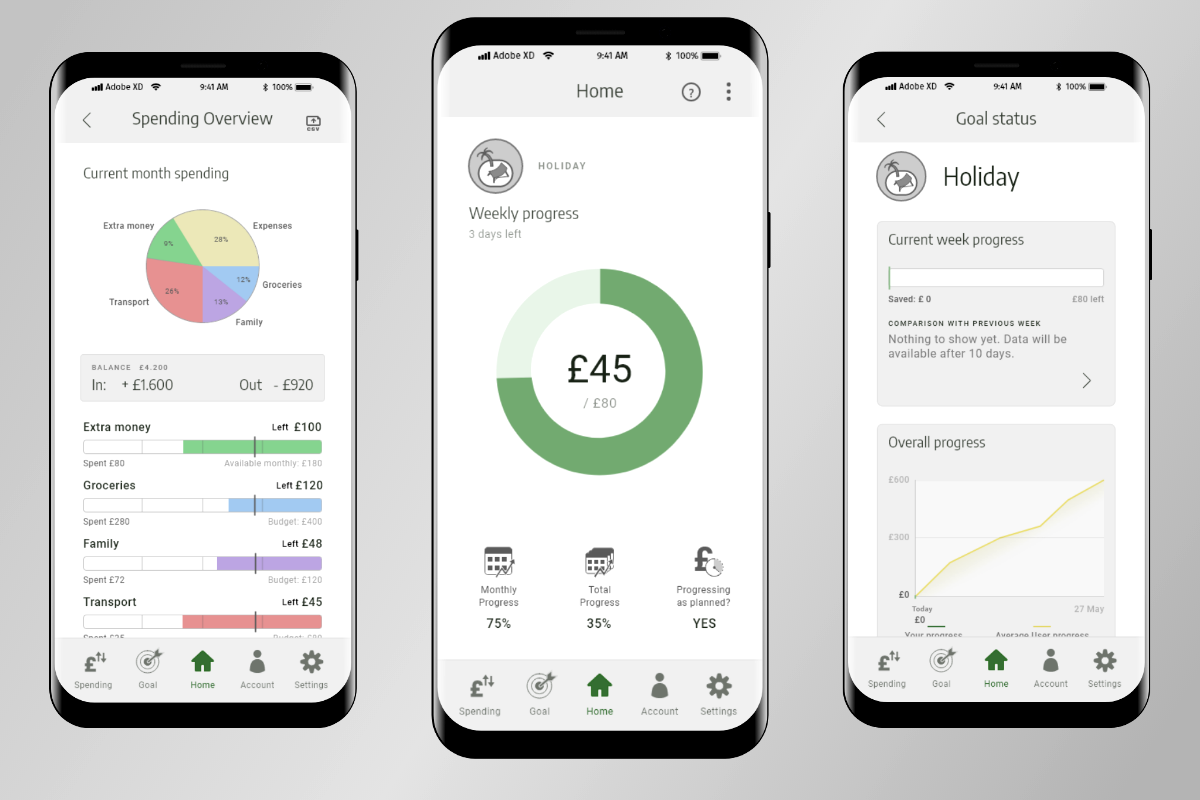 Adobe XD 9:41 AM 100%
Spending Overview
CSV
Current month spending
Extra money
Expenses
9%
28%
12%
Groceries
26%
13%
Transport
Family
BALANCE £4.200
In: + £1.600 Out - £920
Extra money Left £100
Spent £80 Available monthly: £180
Groceries Left £120
Spent £280 Budget: £400
Family Left £48
Spent £72 Budget: £120
Transport Left £45
Spending Goal Home Account Settings
Adobe XD 9:41 AM 100%
Home ?
HOLIDAY
Weekly progress
3 days left
£45
/ £80
Monthly
Progress
75%
Total
Progress
35%
Progressing
as planned?
YES
Spending Goal Home Account Settings
Adobe XD 9:41 AM 100%
Goal status
Holiday
Current week progress
Saved: £ 0 £80 left
COMPARISON WITH PREVIOUS WEEK
Nothing to show yet. Data will be
available after 10 days.
Overall progress
£600
£300
£0
Today 27 May
£0
Your progress Average User progress
Spending Goal Home Account Settings